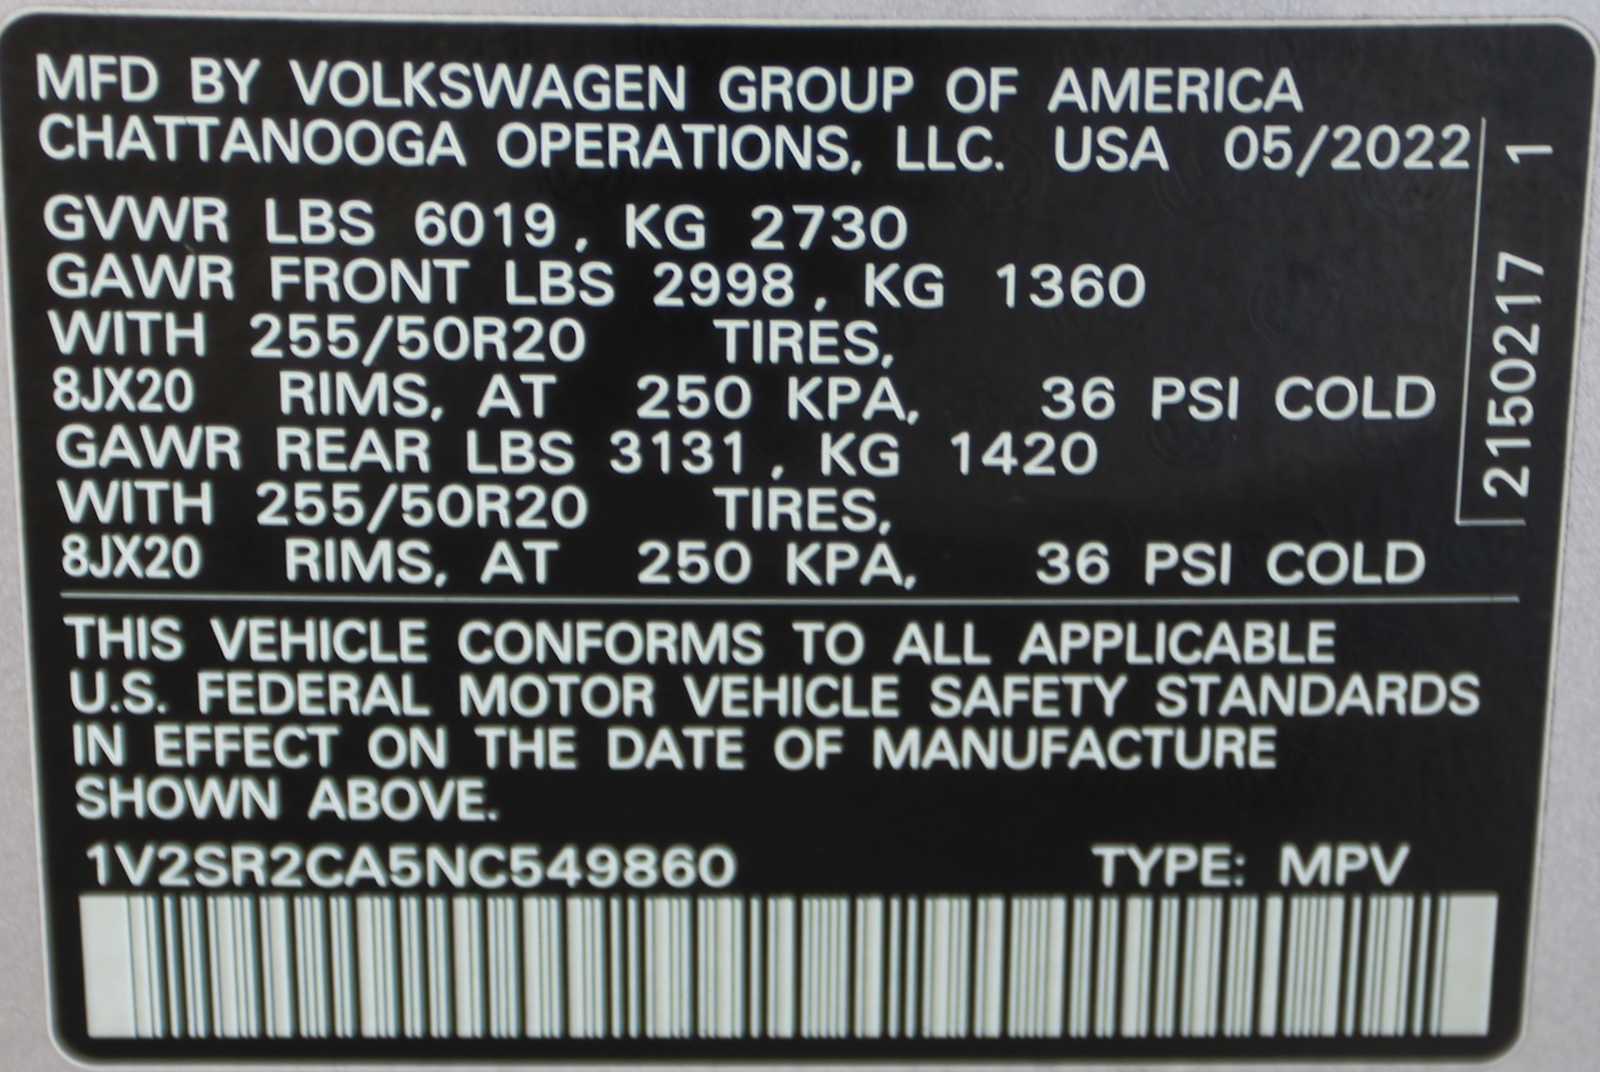 MFD BY VOLKSWAGEN GROUP OF AMERICA
CHATTANOOGA OPERATIONS, LLC. USA 05/2022
GVWR LBS 6019, KG 2730
GAWR FRONT LBS 2998, KG 1360
WITH 255/50R20 TIRES,
8JX20 RIMS, AT 250 KPA, 36 PSI COLD
GAWR REAR LBS 3131, KG 1420
WITH 255/50R20 TIRES,
8JX20 RIMS, AT 250 KPA, 36 PSI COLD
2150217 1
THIS VEHICLE CONFORMS TO ALL APPLICABLE
U.S. FEDERAL MOTOR VEHICLE SAFETY STANDARDS
IN EFFECT ON THE DATE OF MANUFACTURE
SHOWN ABOVE.
1V2SR2CA5NC549860 TYPE: MPV